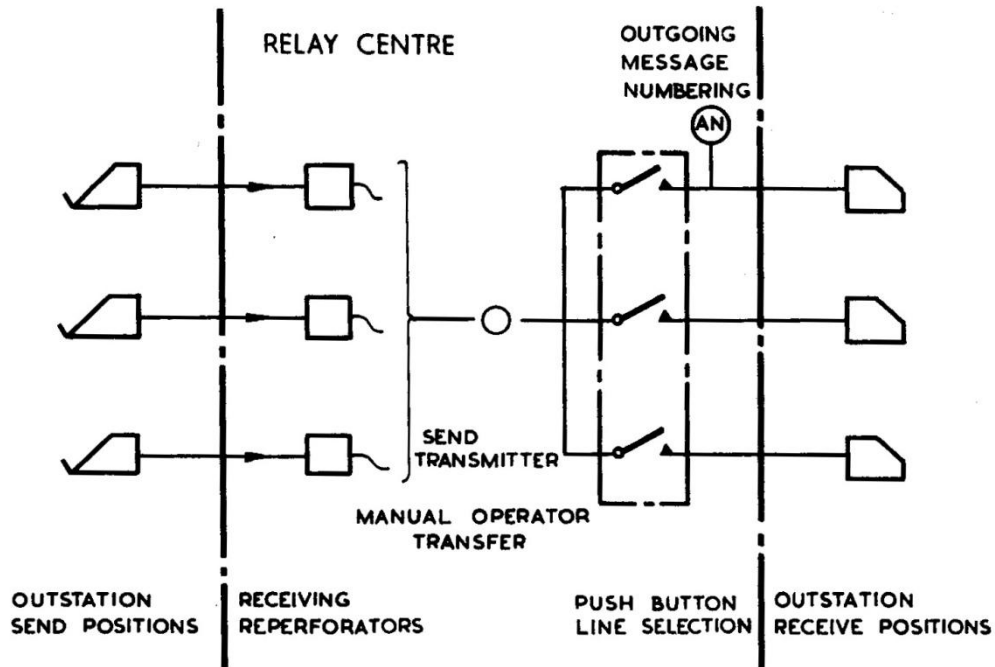 RELAY CENTRE
OUTGOING
MESSAGE
NUMBERING
AN
SEND
TRANSMITTER
MANUAL OPERATOR
TRANSFER
OUTSTATION
SEND POSITIONS
RECEIVING
REPERFORATORS
PUSH BUTTON
LINE SELECTION
OUTSTATION
RECEIVE POSITIONS